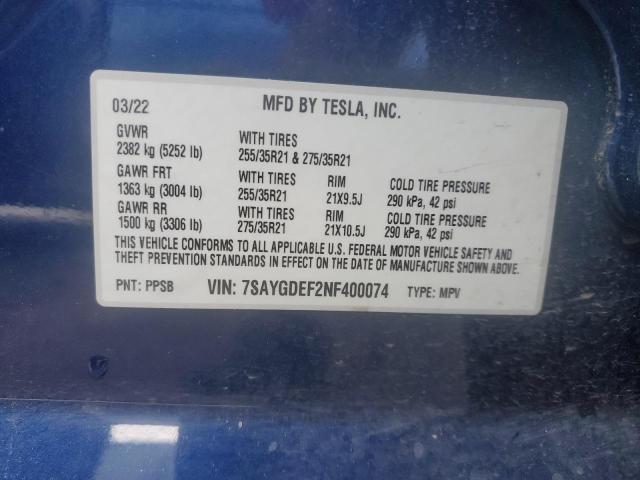 03/22 MFD BY TESLA, INC.
GVWR WITH TIRES
2382 kg (5252 lb) 255/35R21 & 275/35R21
GAWR FRT WITH TIRES RIM COLD TIRE PRESSURE
1363 kg (3004 lb) 255/35R21 21X9.5J 290 kPa, 42 psi
GAWR RR WITH TIRES RIM COLD TIRE PRESSURE
1500 kg (3306 lb) 275/35R21 21X10.5J 290 kPa, 42 psi
THIS VEHICLE CONFORMS TO ALL APPLICABLE U.S. FEDERAL MOTOR VEHICLE SAFETY AND
THEFT PREVENTION STANDARDS IN EFFECT ON THE DATE OF MANUFACTURE SHOWN ABOVE.
PNT: PPSB VIN: 7SAYGDEF2NF400074 TYPE: MPV